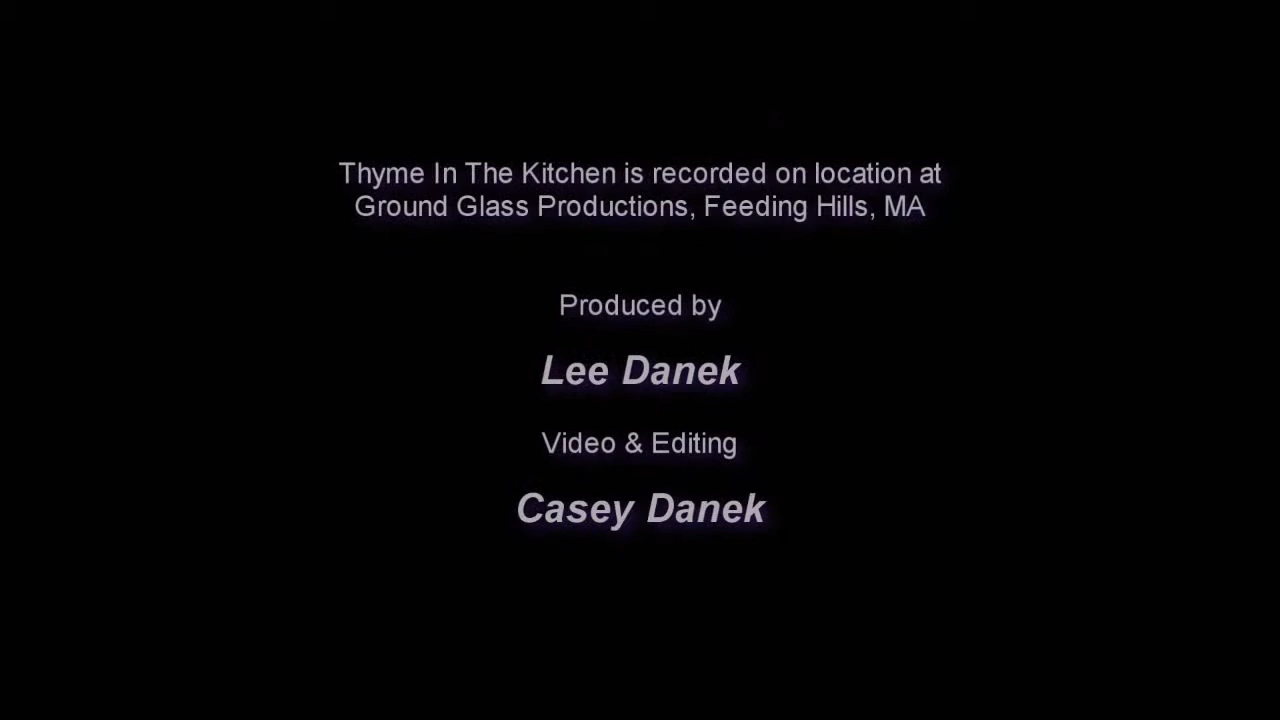 Thyme In The Kitchen is recorded on location at
Ground Glass Productions, Feeding Hills, MA
Produced by
Lee Danek
Video & Editing
Casey Danek